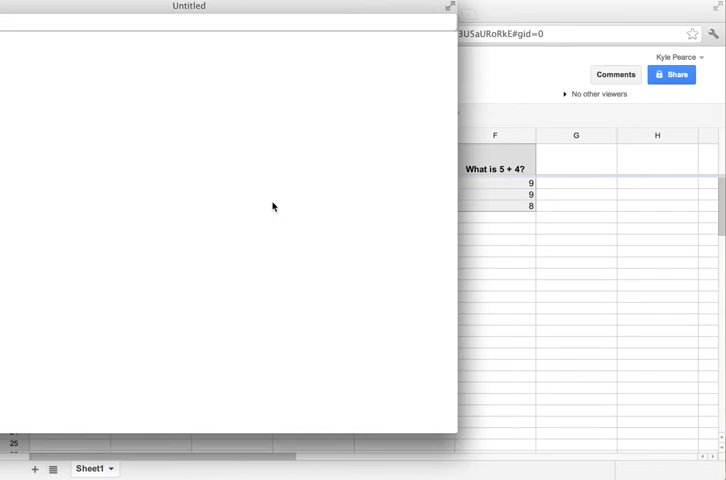 Untitled
3U5aURoRkE#gid=0
Kyle Pearce
Comments
Share
No other viewers
F
G
H
What is 5 + 4?
9
9
8
25
Sheet1